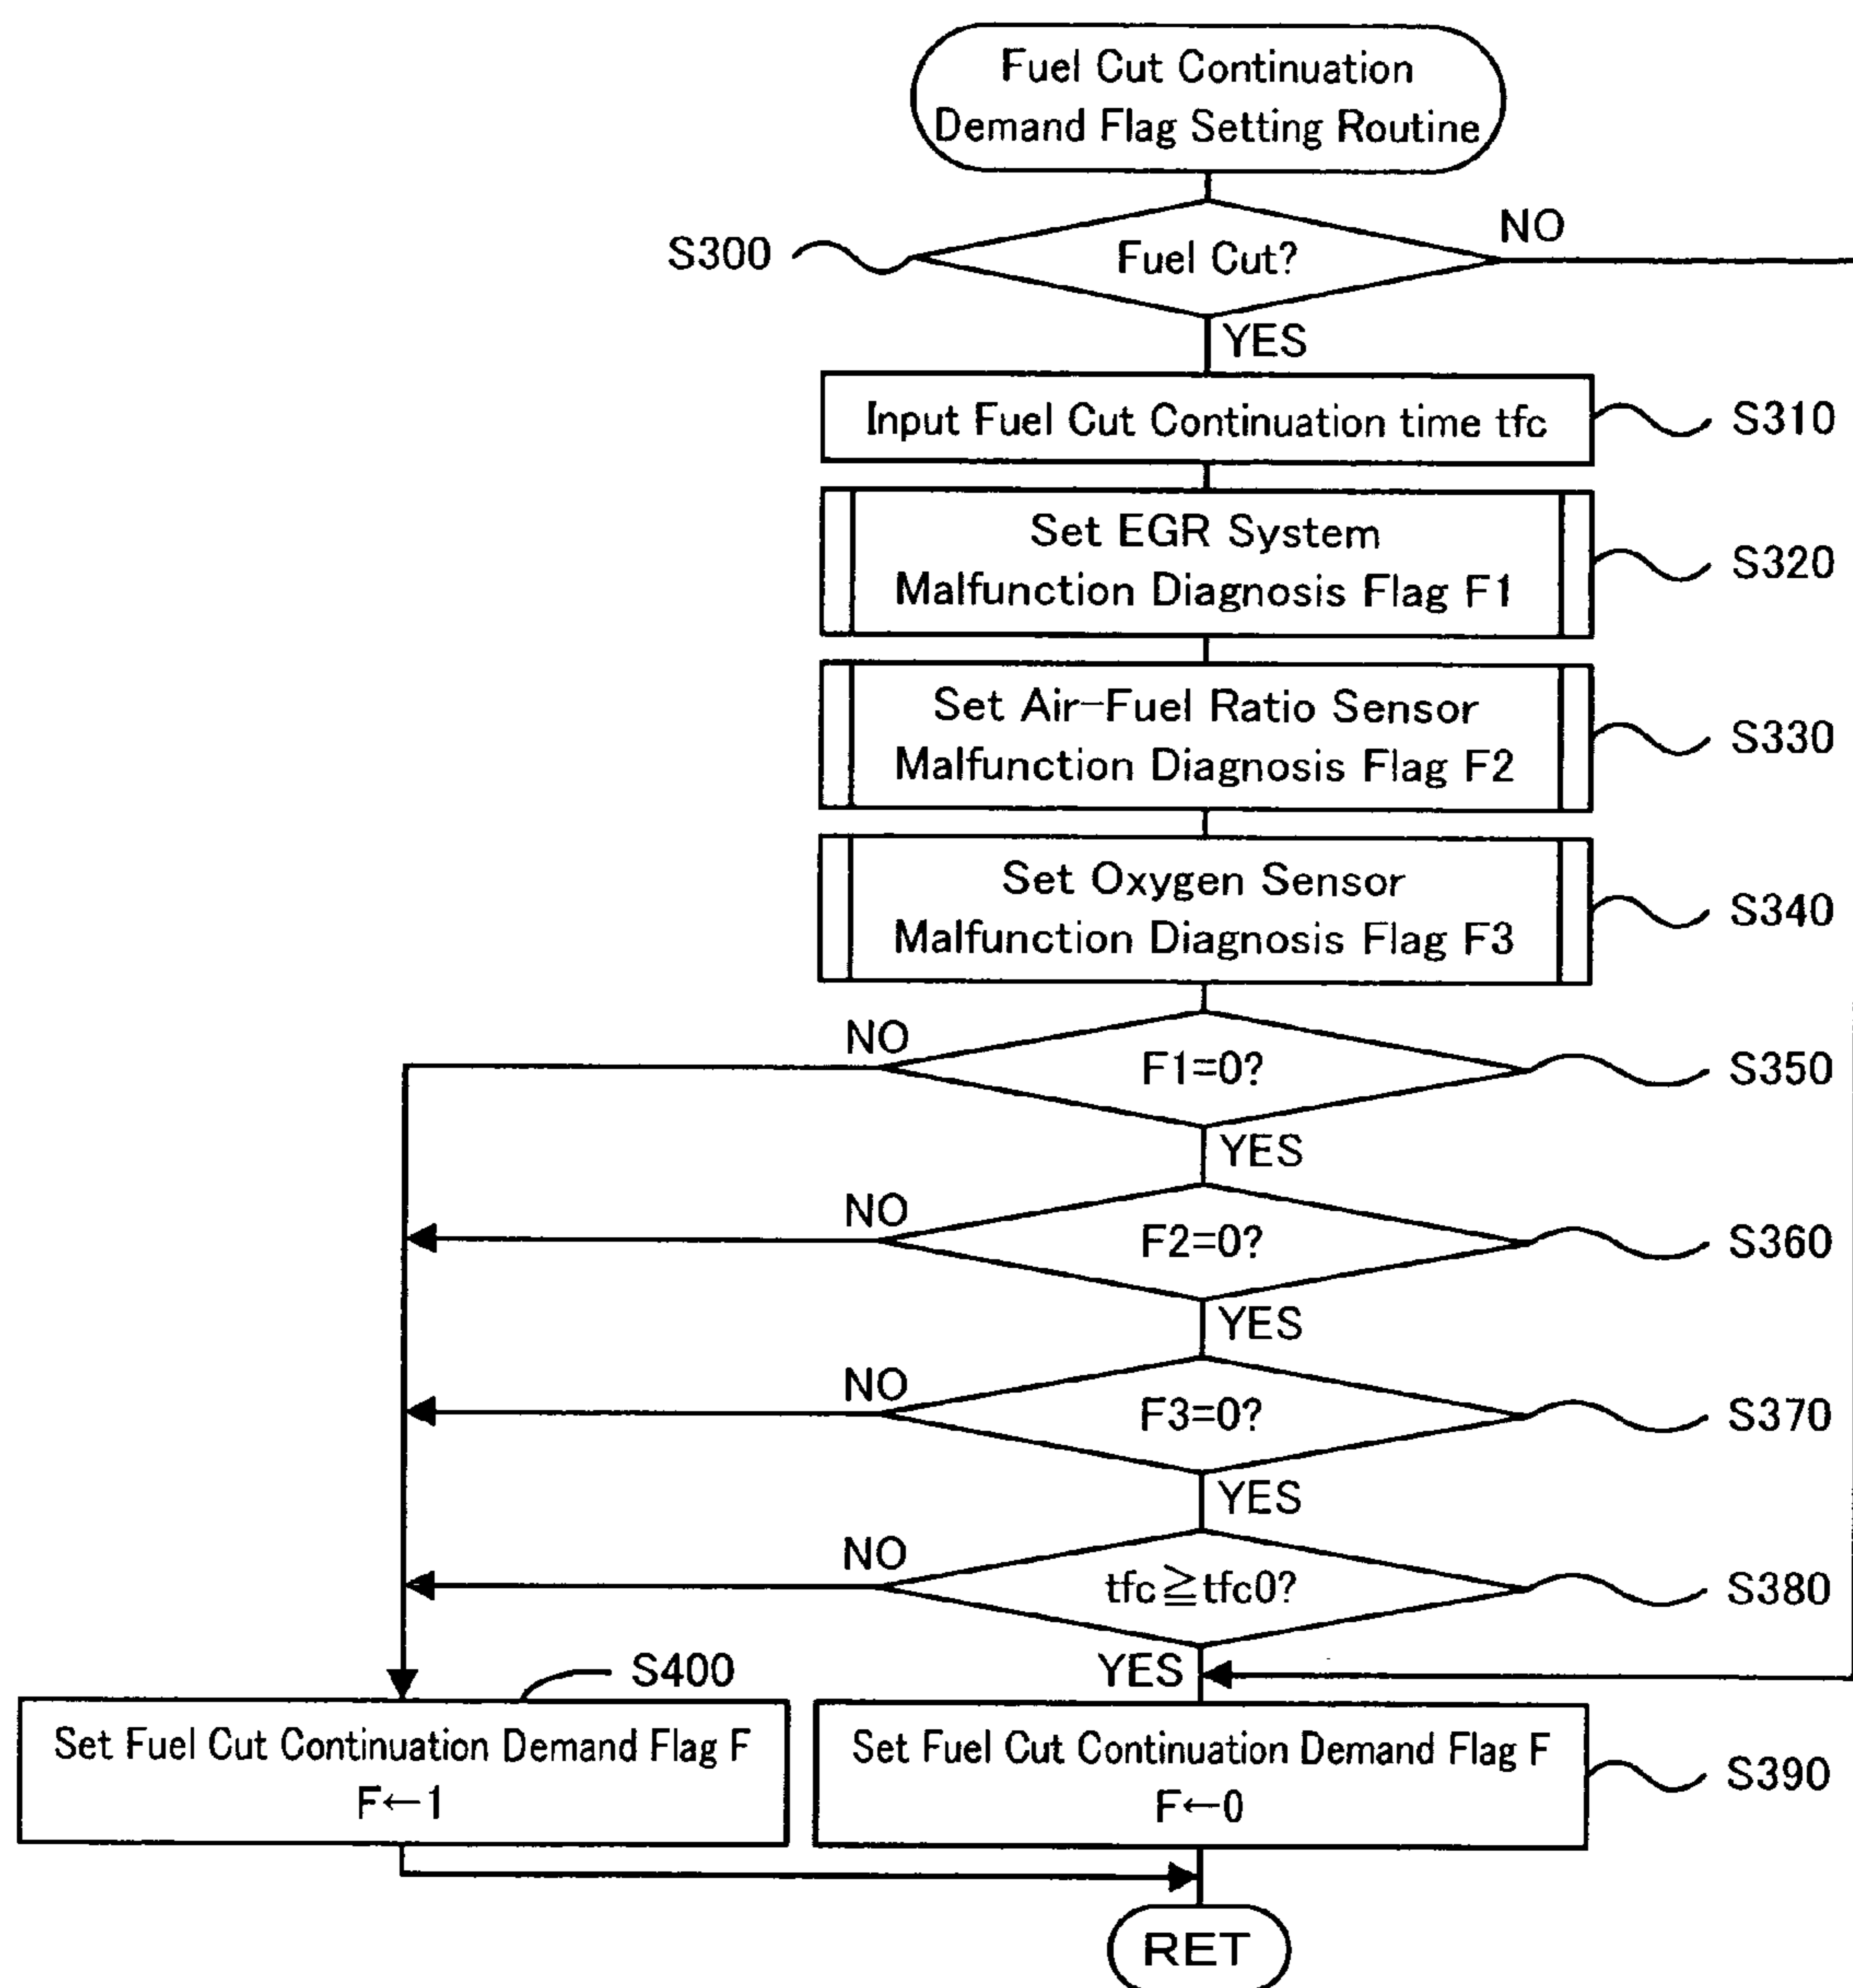 Fuel Cut Continuation
Demand Flag Setting Routine
S300
Fuel Cut?
NO
YES
Input Fuel Cut Continuation time tfc
S310
Set EGR System
Malfunction Diagnosis Flag F1
S320
Set Air-Fuel Ratio Sensor
Malfunction Diagnosis Flag F2
S330
Set Oxygen Sensor
Malfunction Diagnosis Flag F3
S340
NO
F1=0?
S350
YES
NO
F2=0?
S360
YES
NO
F3=0?
S370
YES
NO
tfc≧tfc0?
S380
YES
S400
Set Fuel Cut Continuation Demand Flag F
F←1
Set Fuel Cut Continuation Demand Flag F
F←0
S390
RET